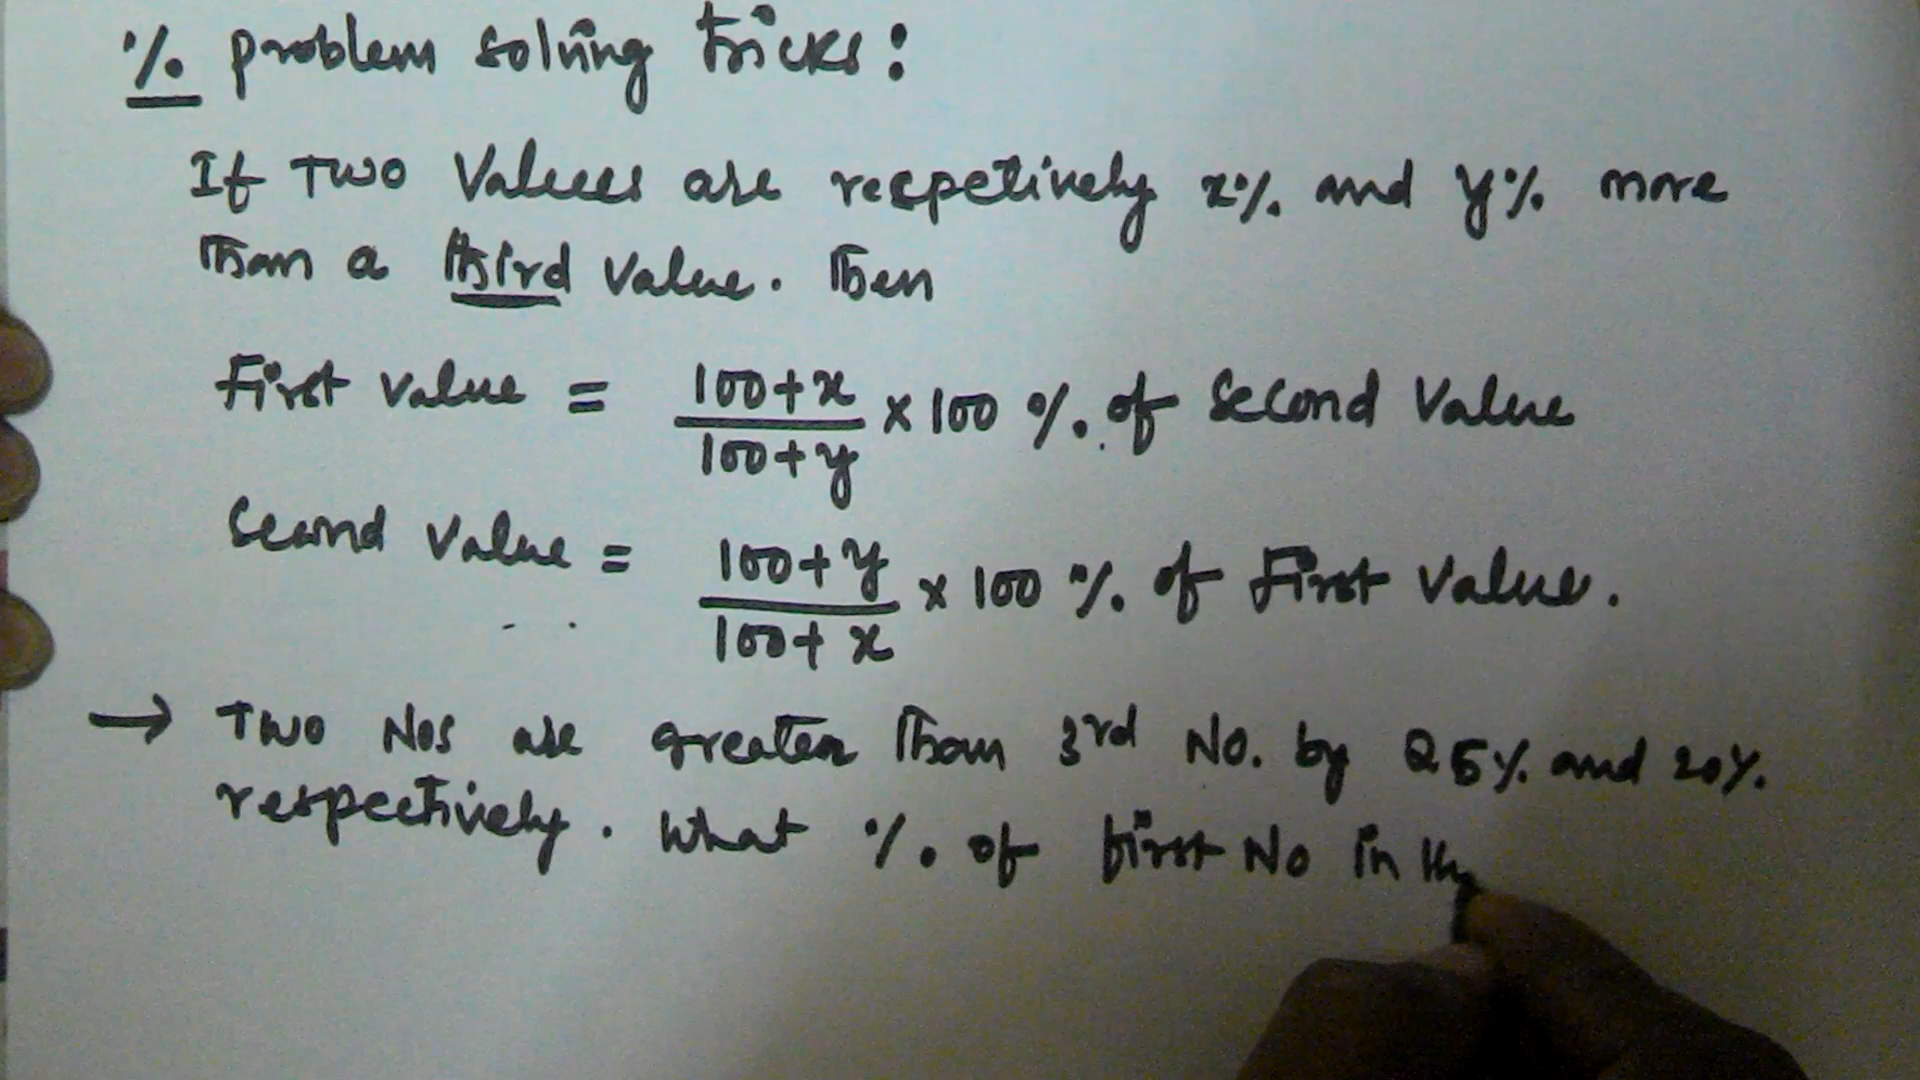 % problem solving tricks:
If Two Values are respetively x% and y% more
than a third value. Then
First value = 100+x / 100+y × 100 % of Second Value
Second Value = 100+y / 100+x × 100 % of First Value.
→ Two Nos are greater than 3rd No. by 25% and 20%
respectively. What % of first No in the